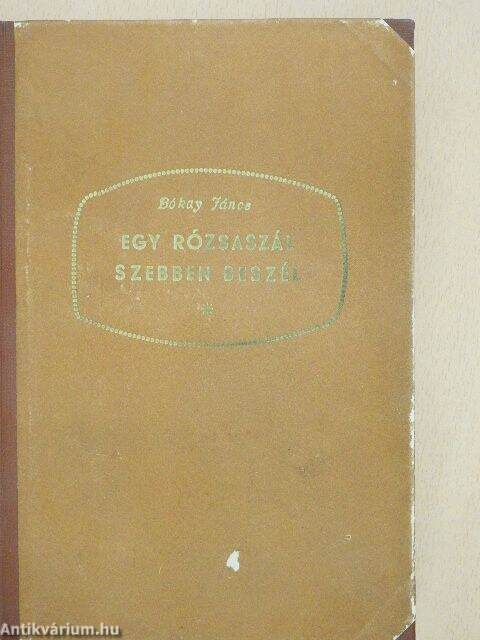 Bókay János
EGY RÓZSASZÁL
SZEBBEN BESZÉL
*
Antikvárium.hu